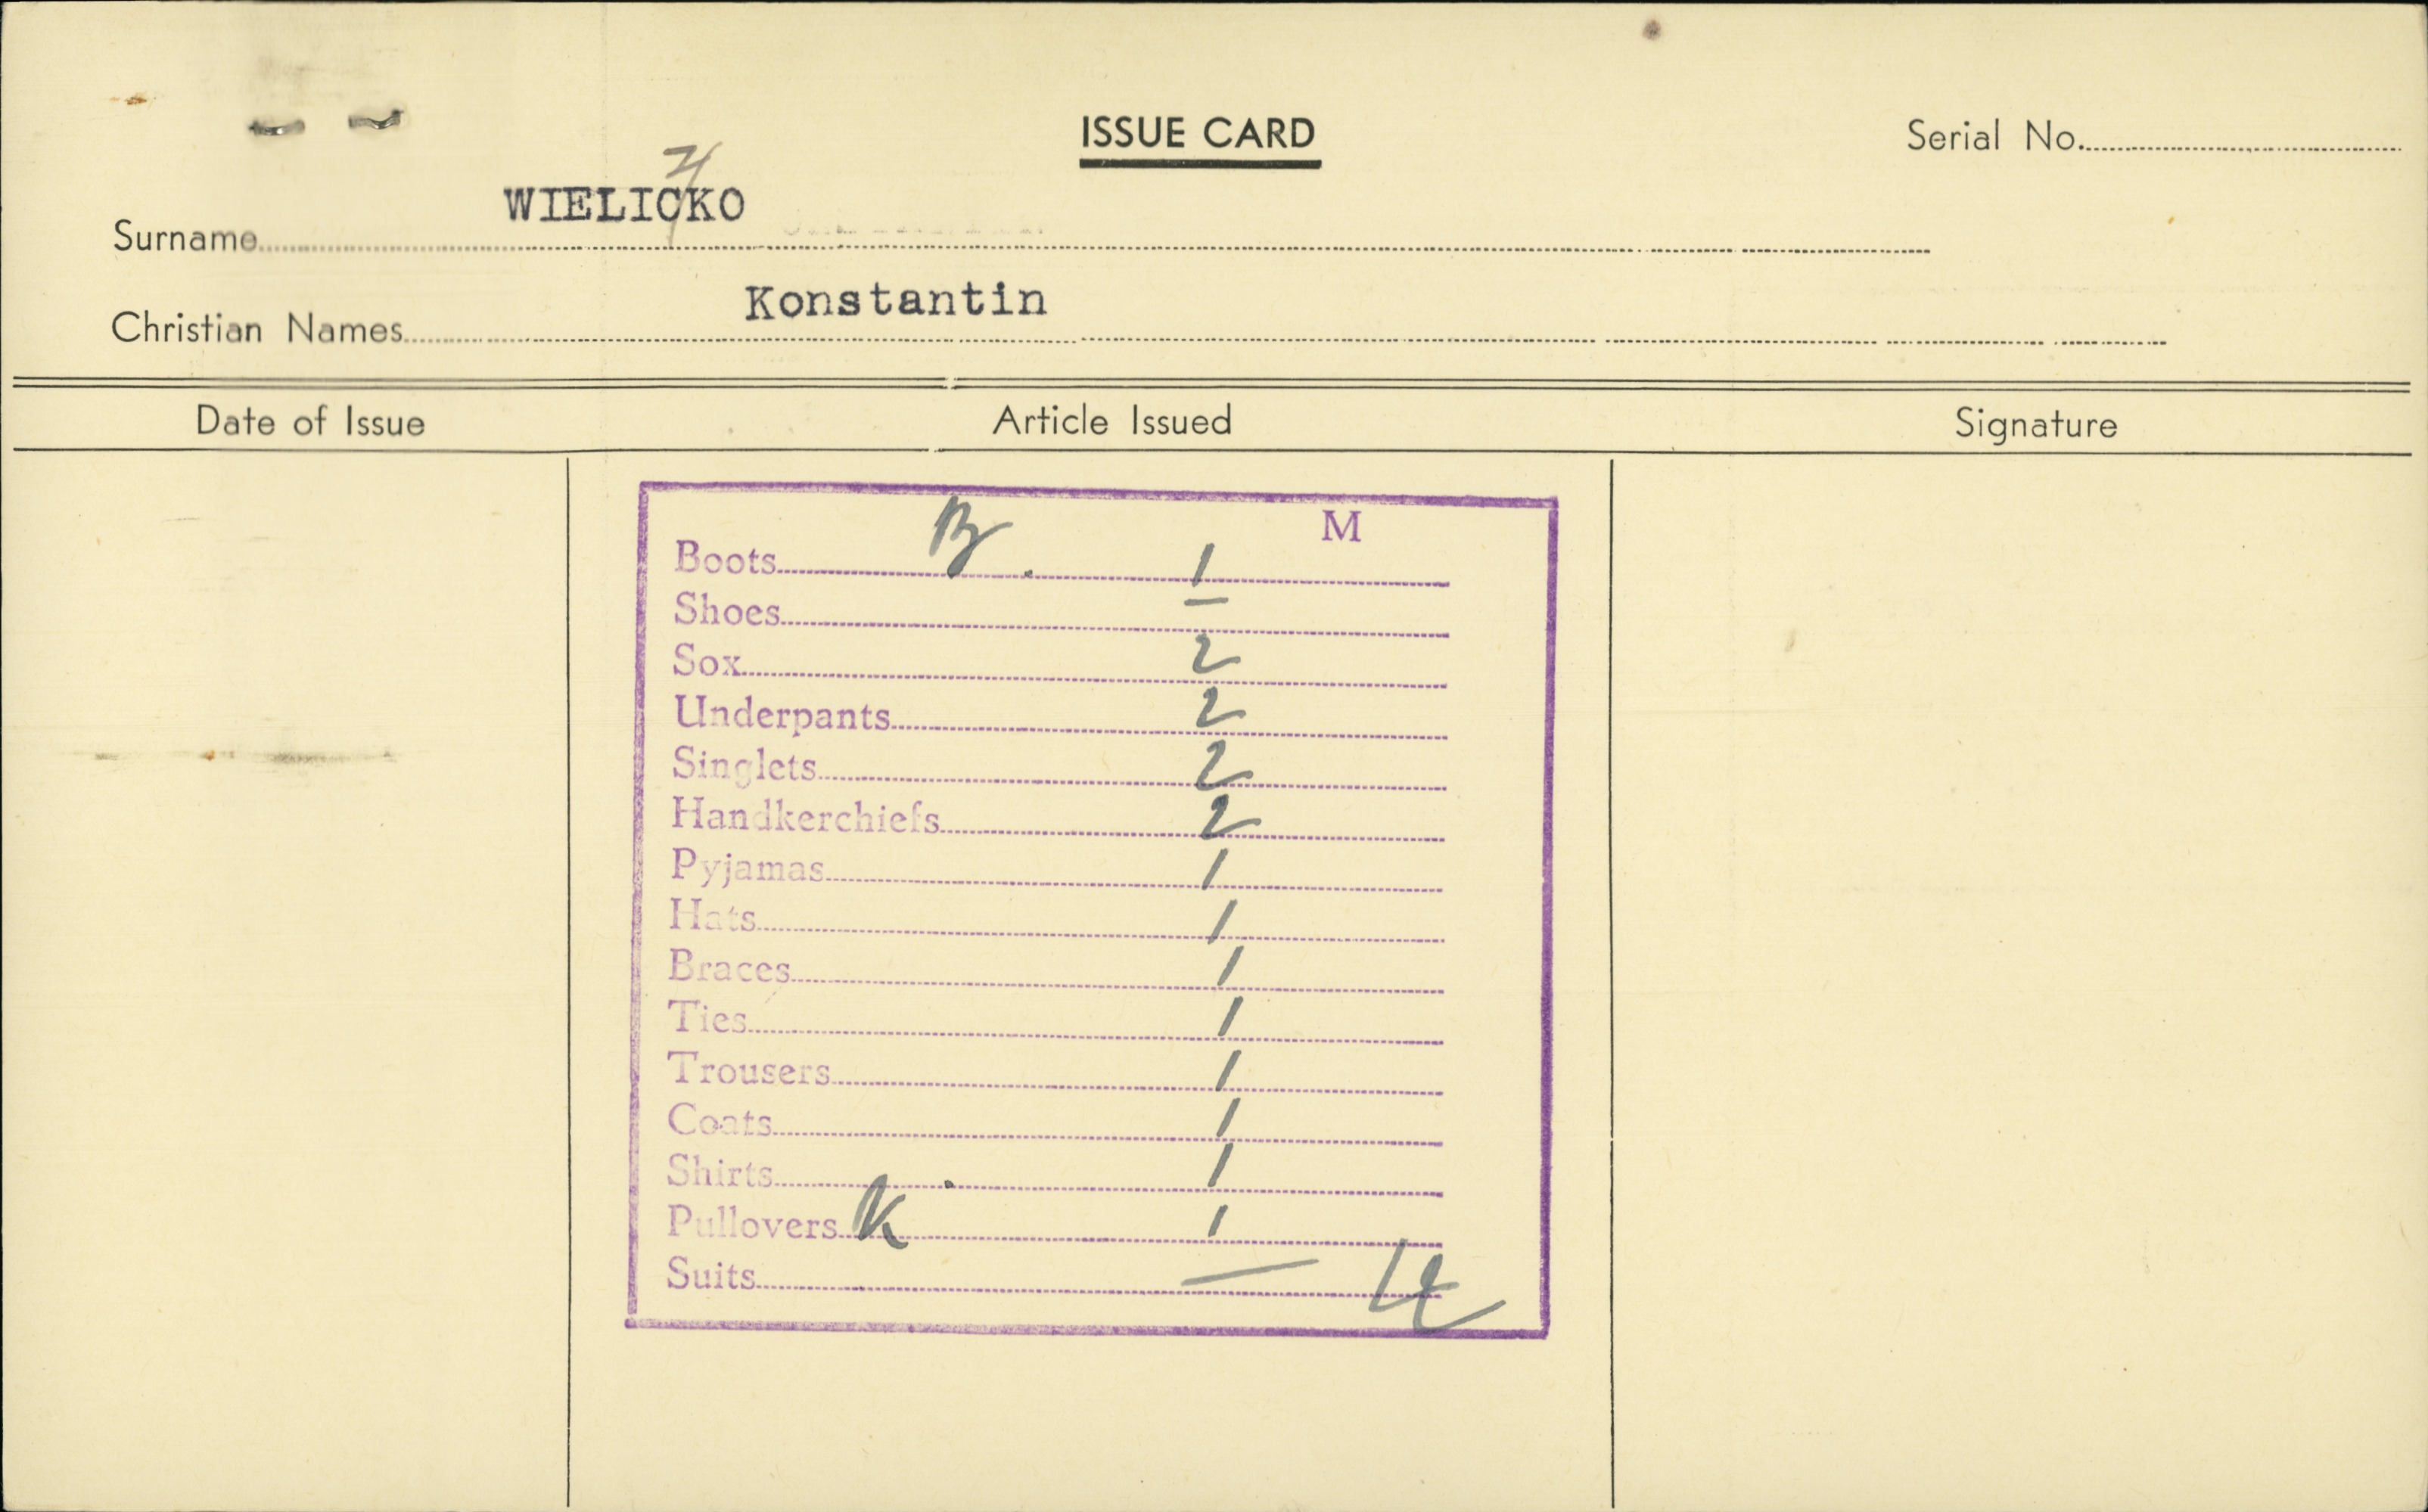 ISSUE CARD
Serial No.
Z
Surname WIELICKO
Christian Names Konstantin
Date of Issue Article Issued Signature
M
Boots B. 1
Shoes —
Sox 2
Underpants 2
Singlets 2
Handkerchiefs 2
Pyjamas 1
Hats 1
Braces 1
Ties 1
Trousers 1
Coats 1
Shirts 1
Pullovers K 1
Suits —